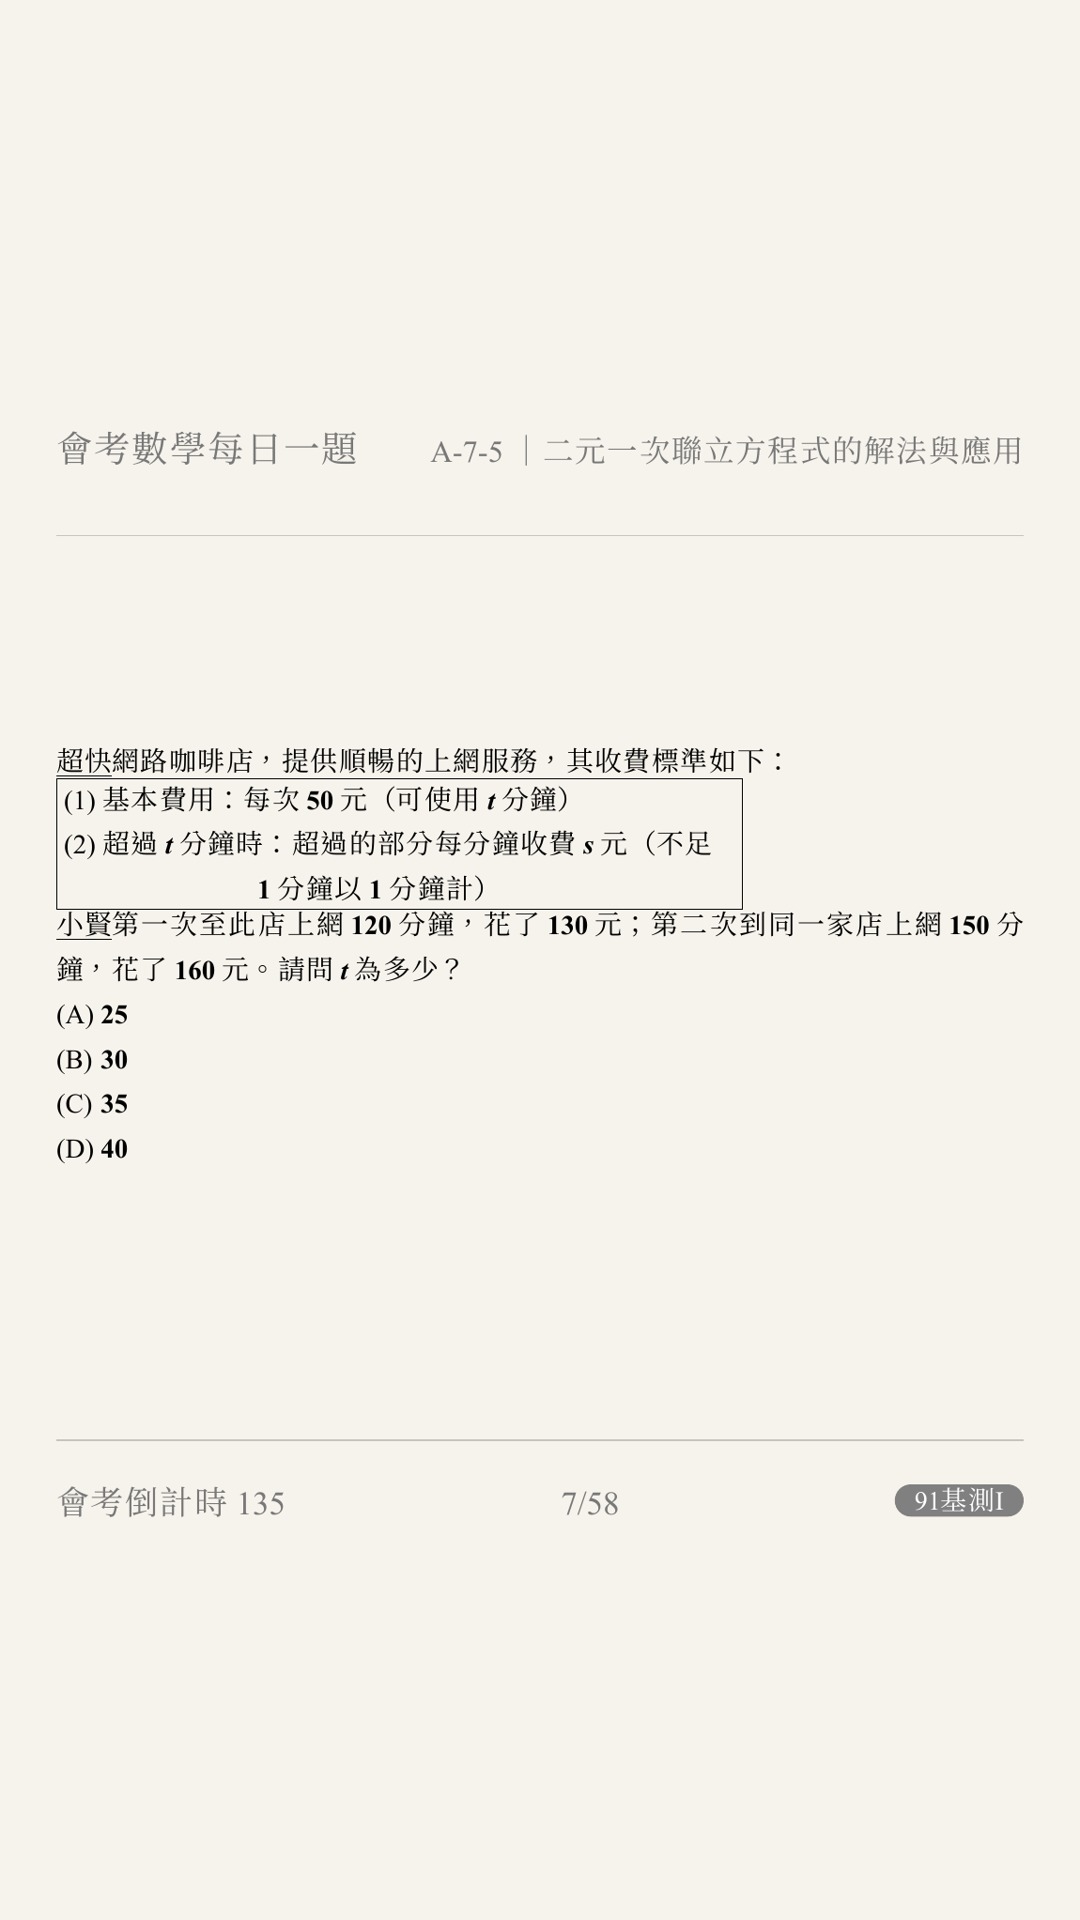 會考數學每日一題
A-7-5｜二元一次聯立方程式的解法與應用
超快網路咖啡店，提供順暢的上網服務，其收費標準如下：
(1) 基本費用：每次 50 元（可使用 t 分鐘）
(2) 超過 t 分鐘時：超過的部分每分鐘收費 s 元（不足
1 分鐘以 1 分鐘計）
小賢第一次至此店上網 120 分鐘，花了 130 元；第二次到同一家店上網 150 分
鐘，花了 160 元。請問 t 為多少？
(A) 25
(B) 30
(C) 35
(D) 40
會考倒計時 135
7/58
91基測I